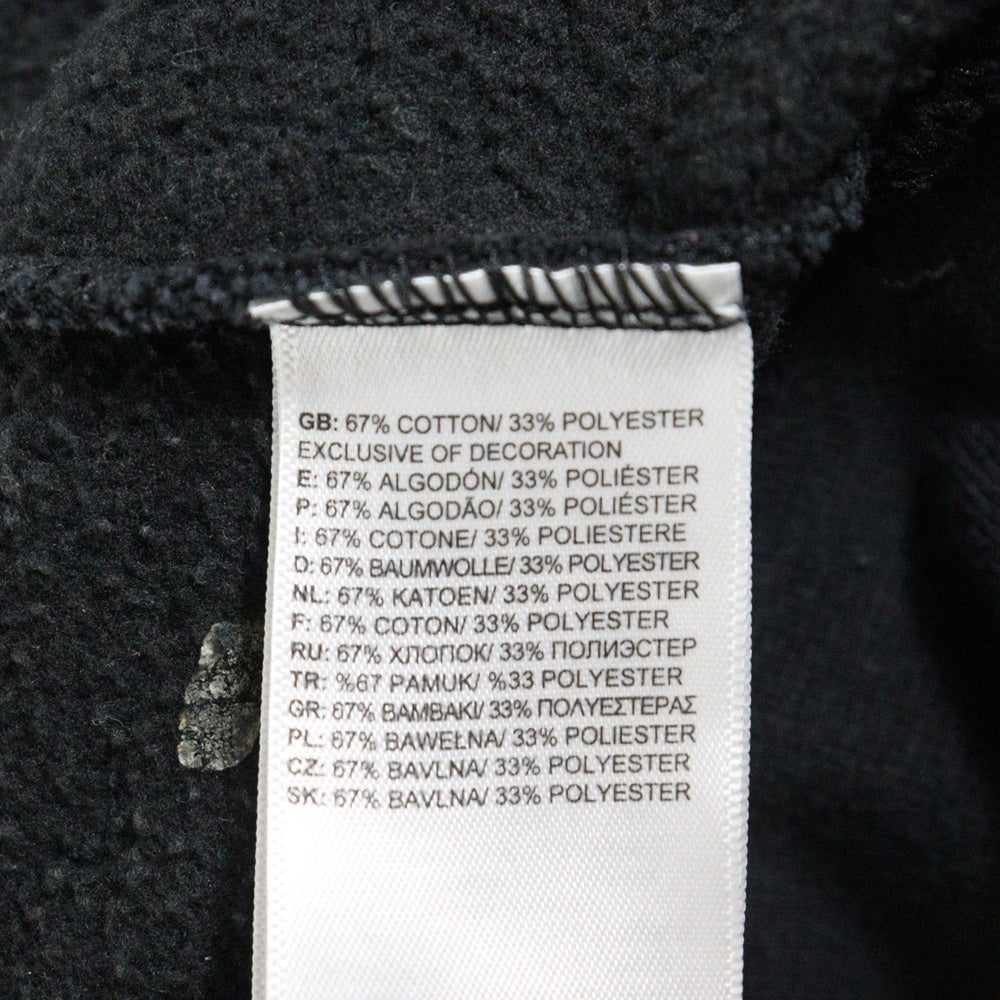 GB: 67% COTTON/ 33% POLYESTER
EXCLUSIVE OF DECORATION
E: 67% ALGODÓN/ 33% POLIÉSTER
P: 67% ALGODÃO/ 33% POLIÉSTER
I: 67% COTONE/ 33% POLIESTERE
D: 67% BAUMWOLLE/ 33% POLYESTER
NL: 67% KATOEN/ 33% POLYESTER
F: 67% COTON/ 33% POLYESTER
RU: 67% ХЛОПОК/ 33% ПОЛИЭСТЕР
TR: %67 PAMUK/ %33 POLYESTER
GR: 67% ΒΑΜΒΑΚΙ/ 33% ΠΟΛΥΕΣΤΕΡΑΣ
PL: 67% BAWEŁNA/ 33% POLIESTER
CZ: 67% BAVLNA/ 33% POLYESTER
SK: 67% BAVLNA/ 33% POLYESTER